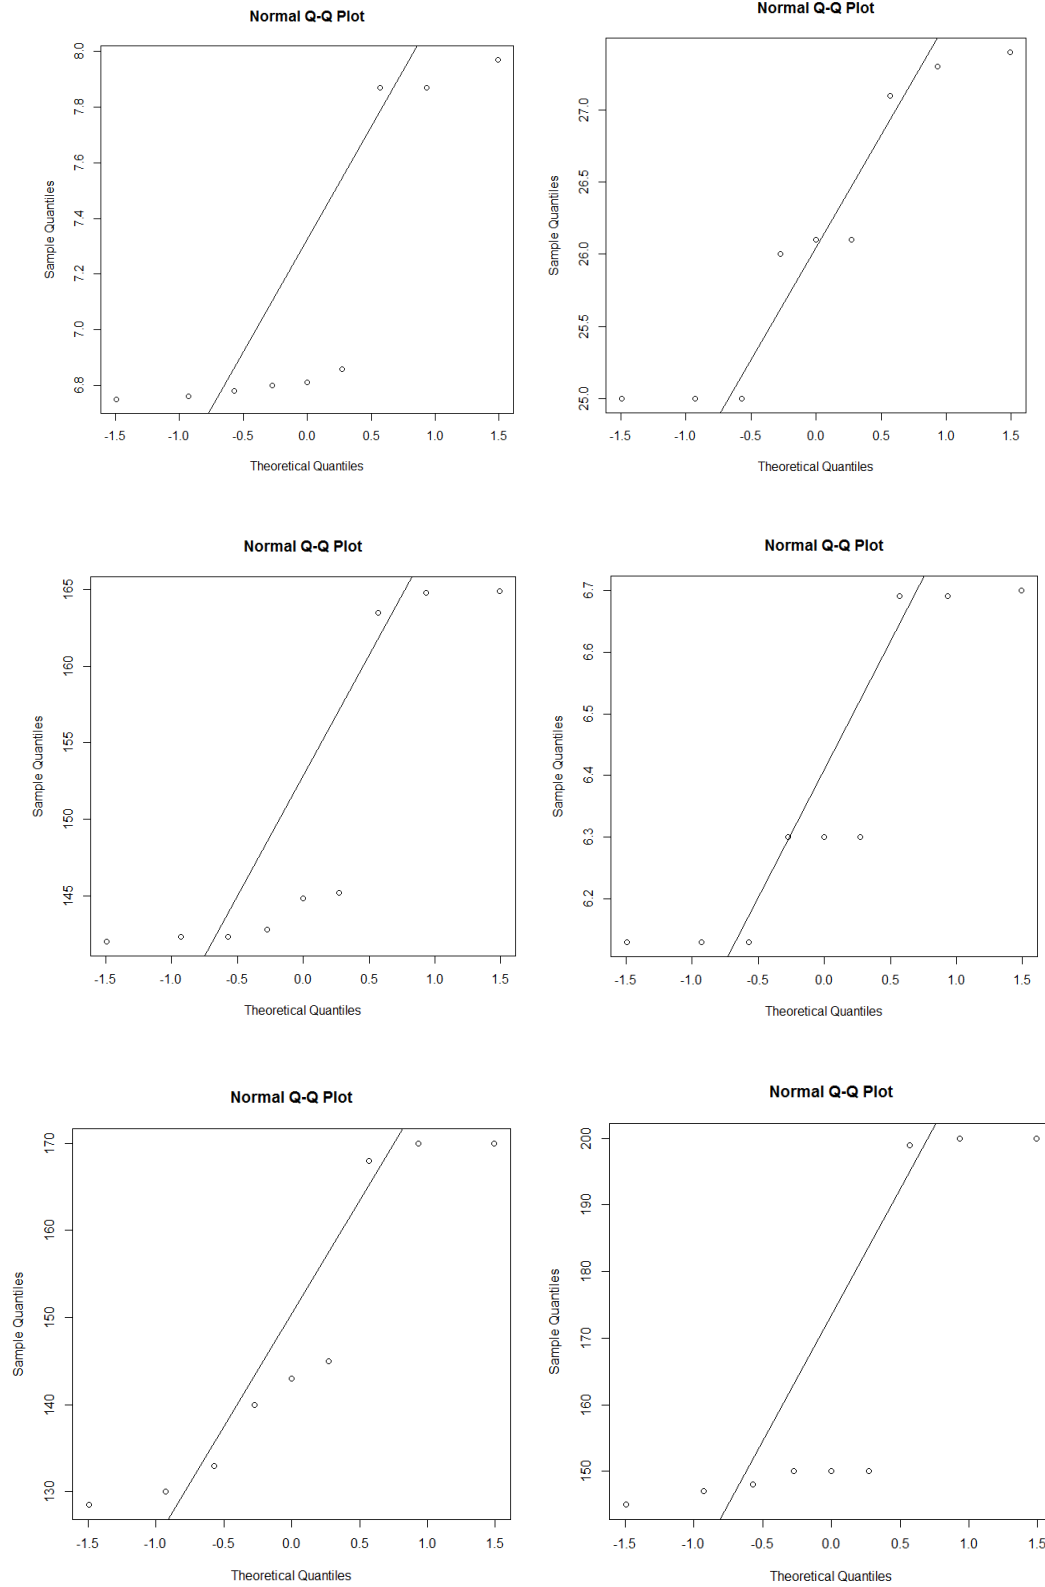 Normal Q-Q Plot
Sample Quantiles
6.8 7.0 7.2 7.4 7.6 7.8 8.0
-1.5 -1.0 -0.5 0.0 0.5 1.0 1.5
Theoretical Quantiles
Normal Q-Q Plot
Sample Quantiles
25.0 25.5 26.0 26.5 27.0
-1.5 -1.0 -0.5 0.0 0.5 1.0 1.5
Theoretical Quantiles
Normal Q-Q Plot
Sample Quantiles
145 150 155 160 165
-1.5 -1.0 -0.5 0.0 0.5 1.0 1.5
Theoretical Quantiles
Normal Q-Q Plot
Sample Quantiles
6.2 6.3 6.4 6.5 6.6 6.7
-1.5 -1.0 -0.5 0.0 0.5 1.0 1.5
Theoretical Quantiles
Normal Q-Q Plot
Sample Quantiles
130 140 150 160 170
-1.5 -1.0 -0.5 0.0 0.5 1.0 1.5
Theoretical Quantiles
Normal Q-Q Plot
Sample Quantiles
150 160 170 180 190 200
-1.5 -1.0 -0.5 0.0 0.5 1.0 1.5
Theoretical Quantiles